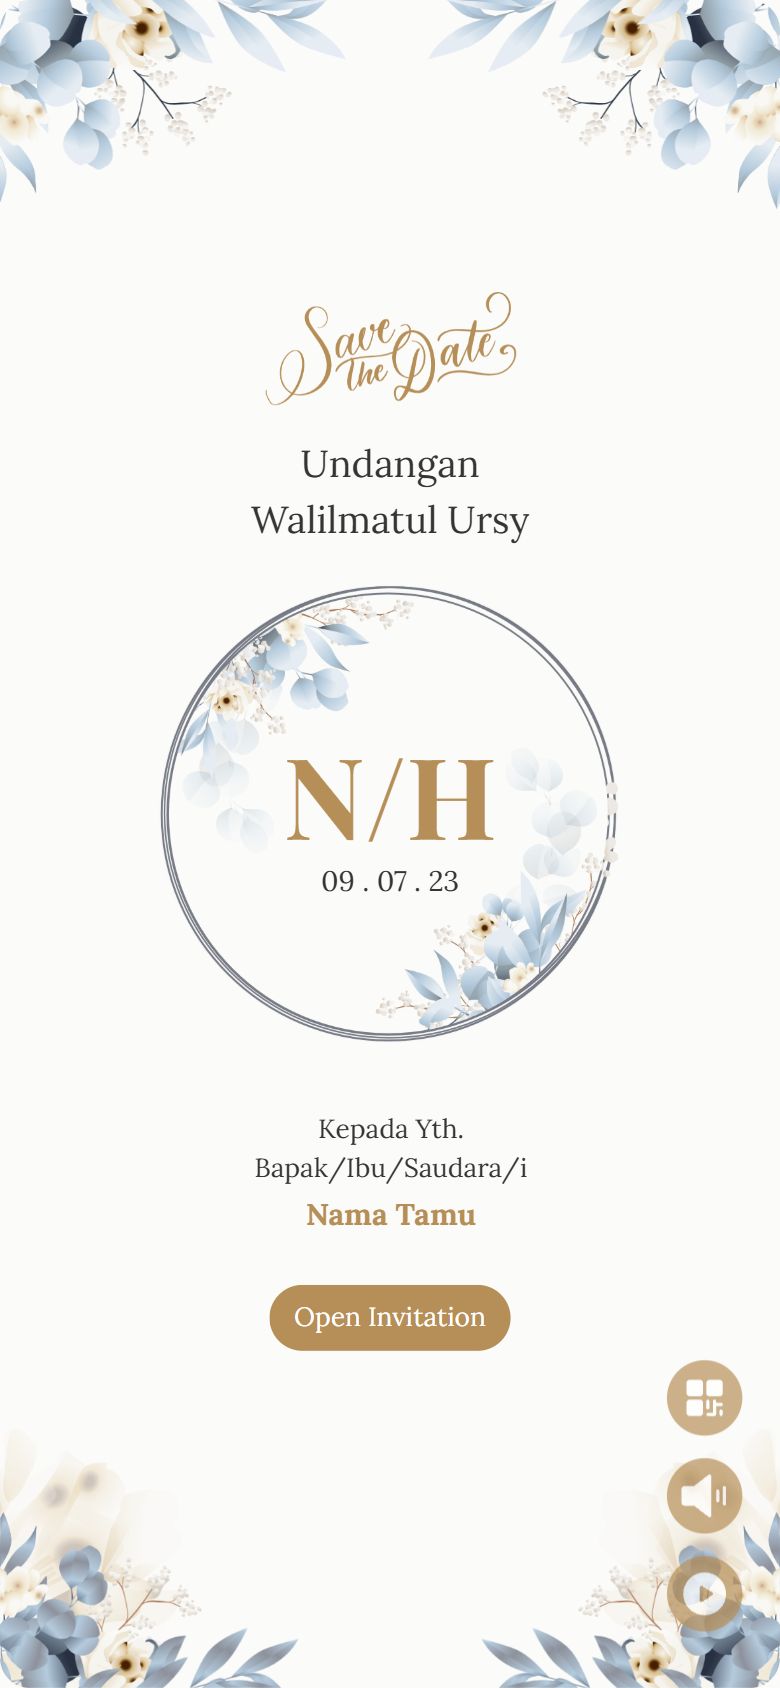 Save
the Date
Undangan
Walilmatul Ursy
N/H
09 . 07 . 23
Kepada Yth.
Bapak/Ibu/Saudara/i
Nama Tamu
Open Invitation